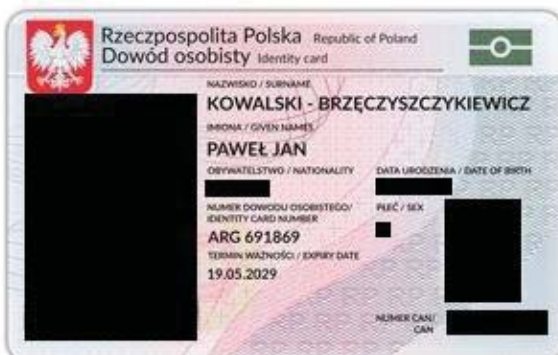 Rzeczpospolita Polska Republic of Poland
Dowód osobisty Identity card
NAZWISKO / SURNAME
KOWALSKI - BRZĘCZYSZCZYKIEWICZ
IMIONA / GIVEN NAMES
PAWEŁ JAN
OBYWATELSTWO / NATIONALITY DATA URODZENIA / DATE OF BIRTH
NUMER DOWODU OSOBISTEGO/ PŁEĆ / SEX
IDENTITY CARD NUMBER
ARG 691869
TERMIN WAŻNOŚCI / EXPIRY DATE
19.05.2029
NUMER CAN/
CAN